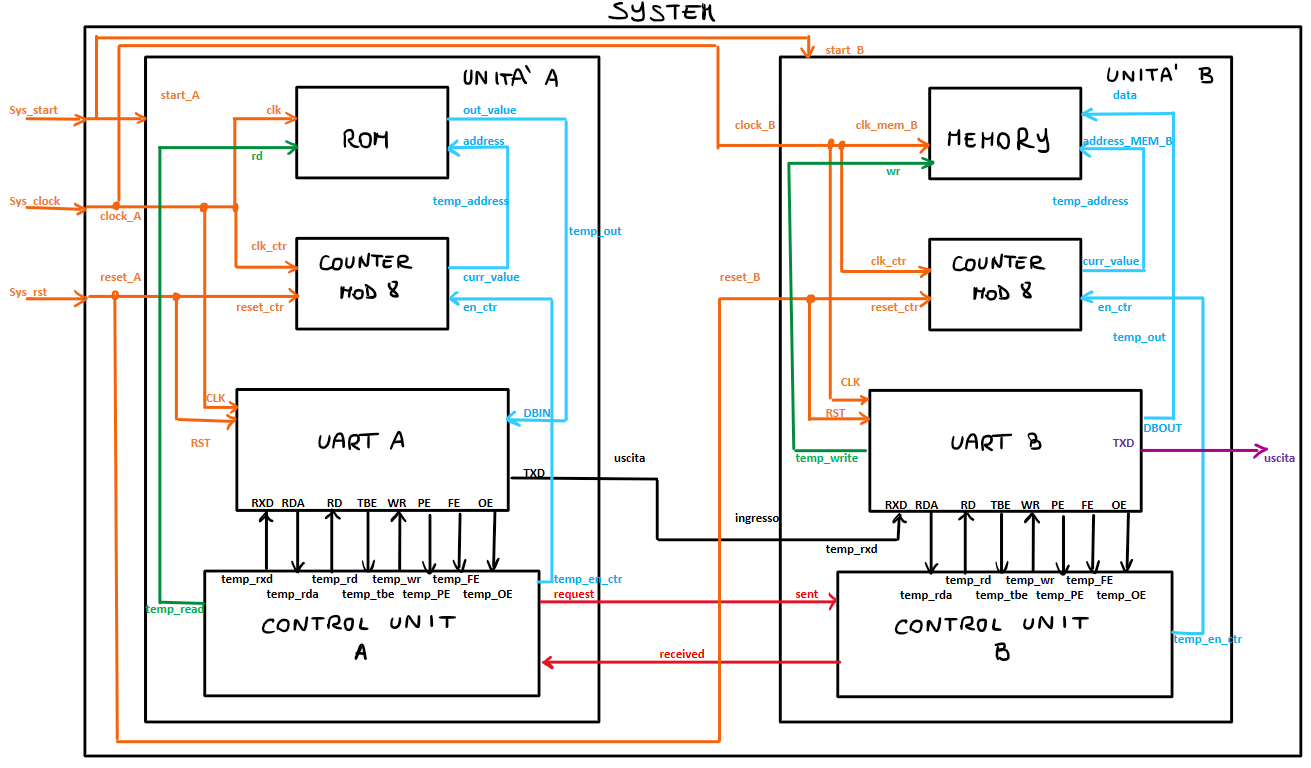 SYSTEM
start_B
UNITA' A
UNITA' B
Sys_start
start_A
clk
out_value
ROM
address
rd
data
clock_B
clk_mem_B
MEMORY
address_MEM_B
wr
Sys_clock
clock_A
temp_address
temp_address
temp_out
clk_ctr
COUNTER
MOD 8
curr_value
clk_ctr
COUNTER
MOD 8
curr_value
Sys_rst
reset_A
reset_ctr
en_ctr
reset_B
reset_ctr
en_ctr
temp_out
CLK
RST
DBIN
UART A
TXD
uscita
CLK
RST
UART B
DBOUT
TXD
uscita
temp_write
RXD RDA RD TBE WR PE FE OE
ingresso
temp_rxd
RXD RDA RD TBE WR PE FE OE
temp_rxd temp_rd temp_wr temp_FE
temp_rda temp_tbe temp_PE temp_OE
temp_en_ctr
temp_rd temp_wr temp_FE
temp_rda temp_tbe temp_PE temp_OE
temp_read
request
sent
CONTROL UNIT
A
CONTROL UNIT
B
temp_en_ctr
received